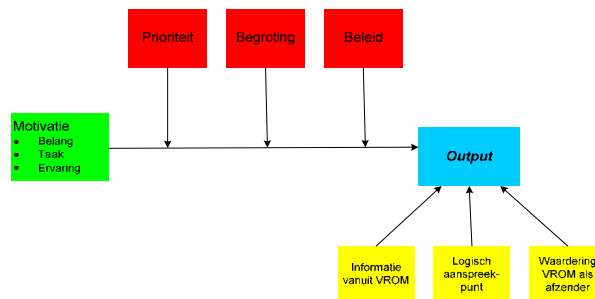 Prioriteit
Begroting
Beleid
Motivatie
• Belang
• Taak
• Ervaring
Output
Informatie
vanuit VROM
Logisch
aanspreek-
punt
Waardering
VROM als
afzender